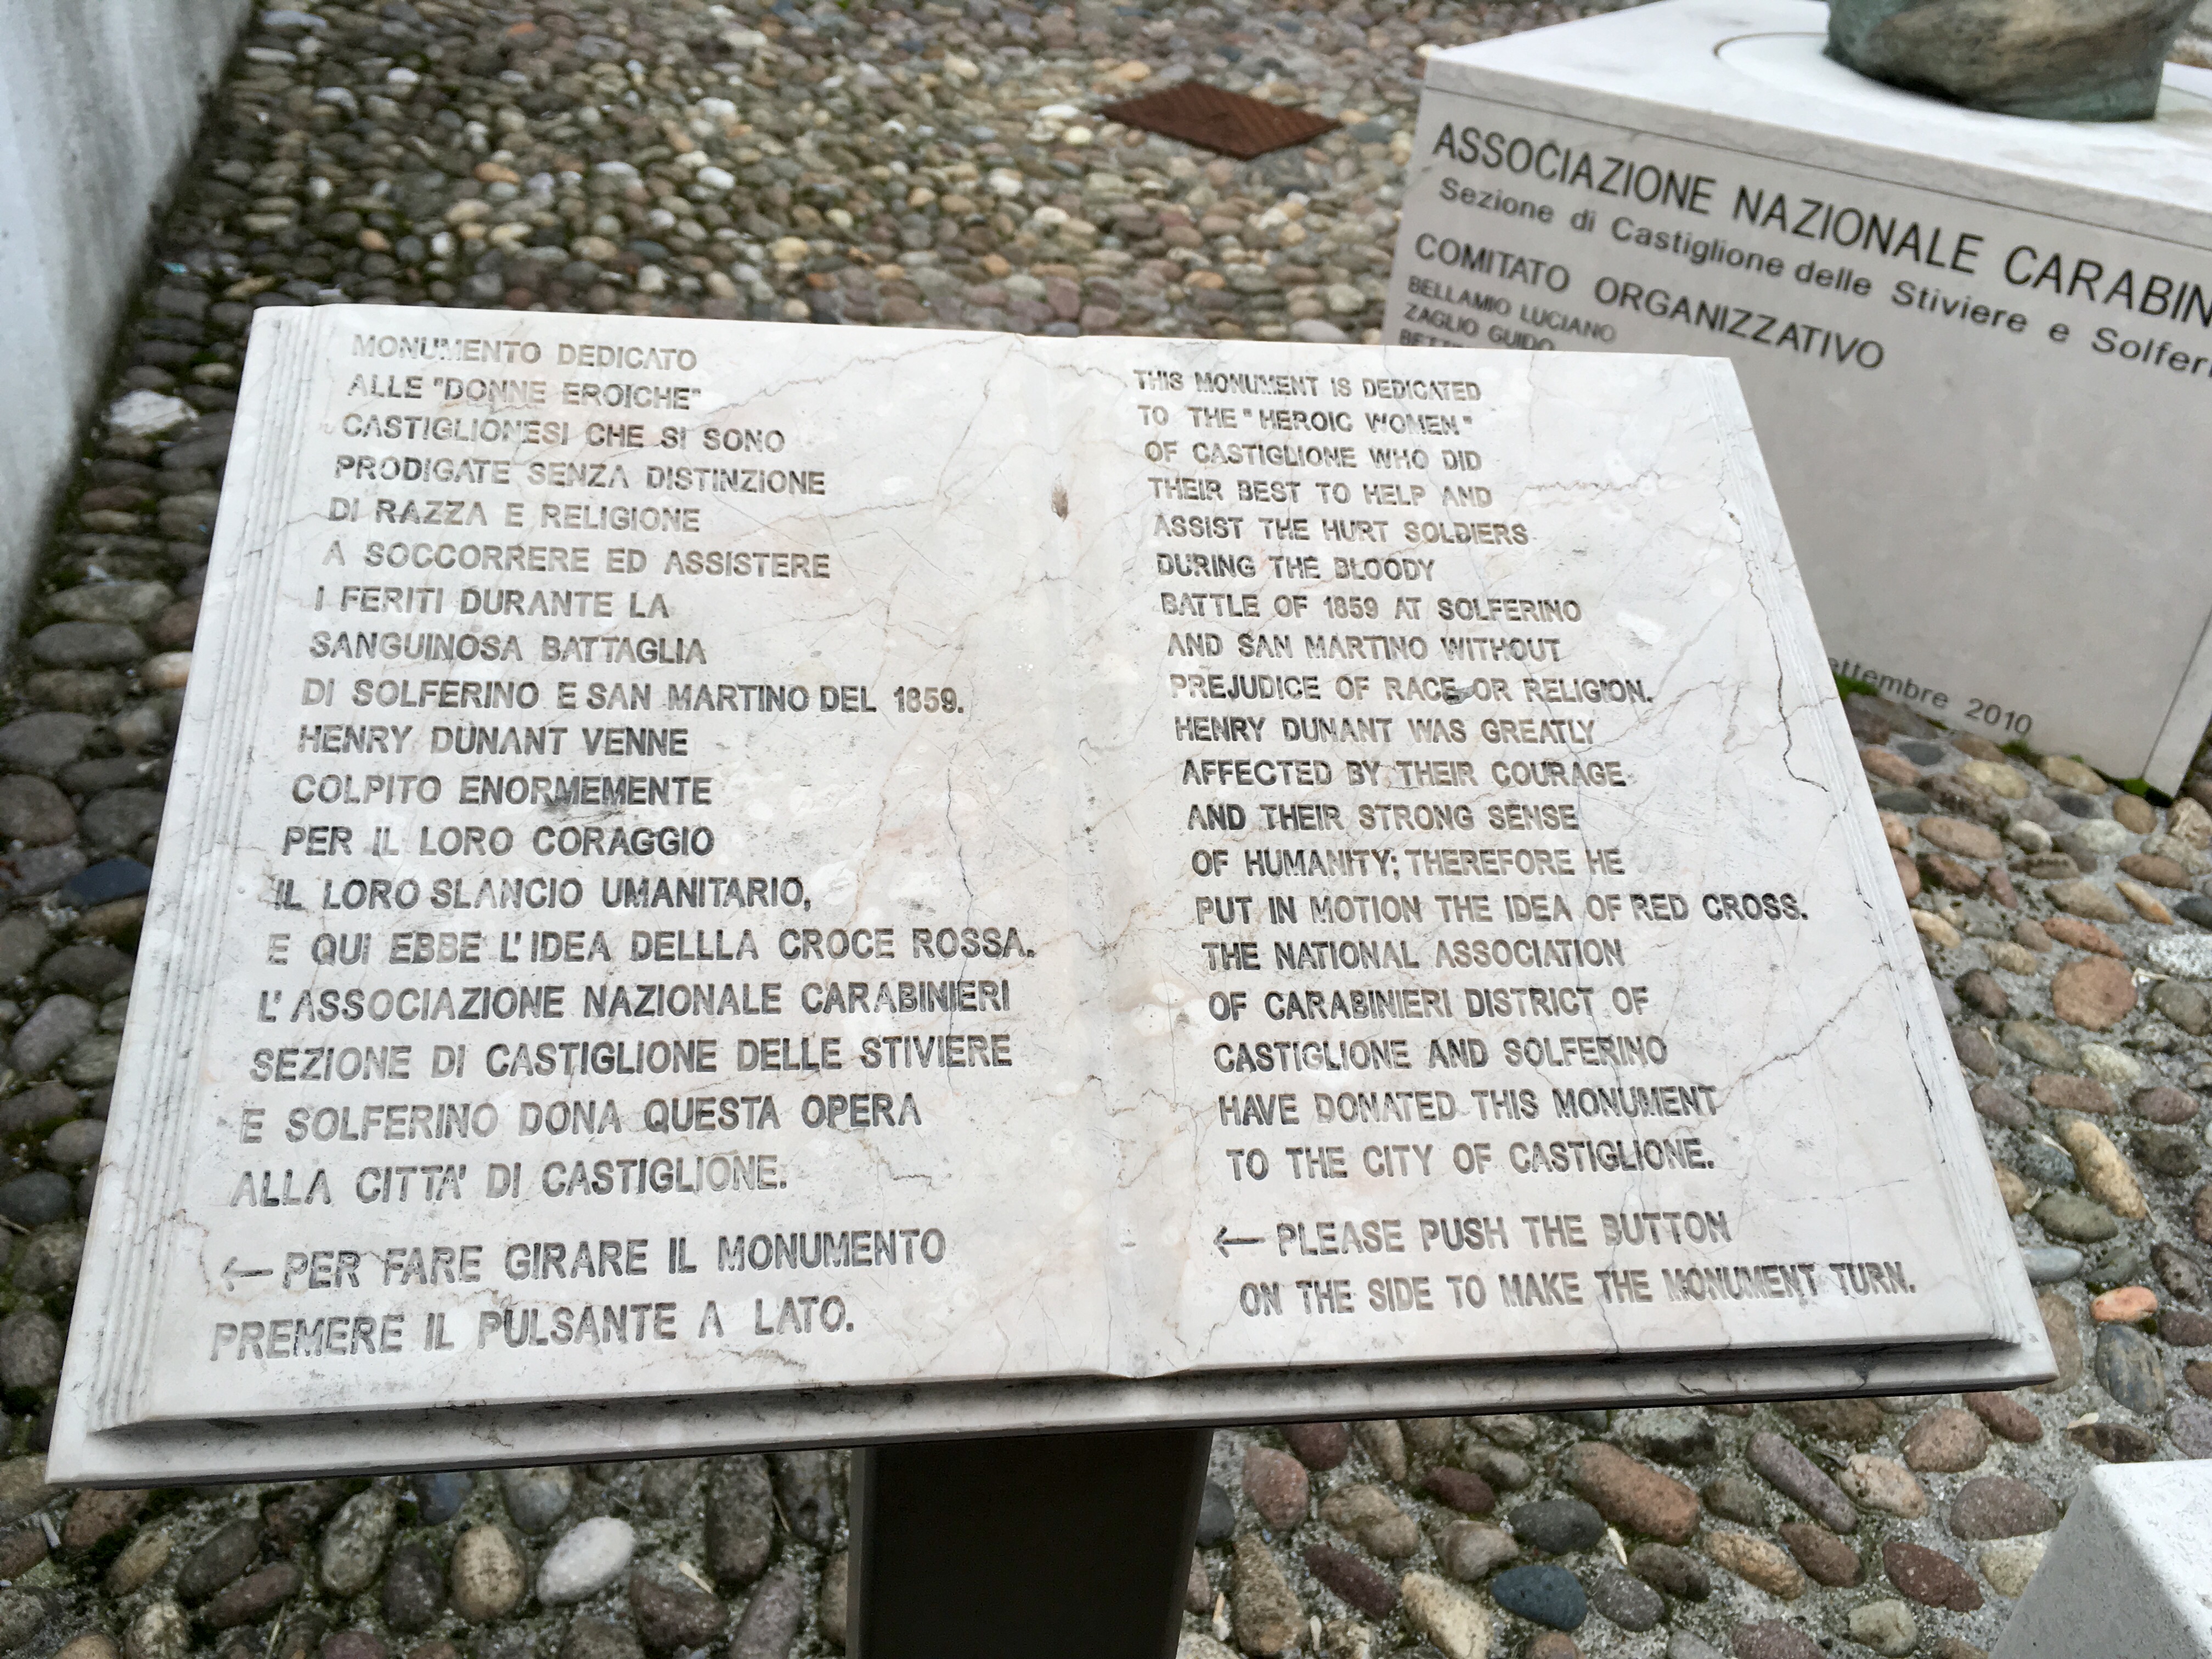 MONUMENTO DEDICATO
ALLE "DONNE EROICHE"
CASTIGLIONESI CHE SI SONO
PRODIGATE SENZA DISTINZIONE
DI RAZZA E RELIGIONE
A SOCCORRERE ED ASSISTERE
I FERITI DURANTE LA
SANGUINOSA BATTAGLIA
DI SOLFERINO E SAN MARTINO DEL 1859.
HENRY DUNANT VENNE
COLPITO ENORMEMENTE
PER IL LORO CORAGGIO
IL LORO SLANCIO UMANITARIO,
E QUI EBBE L'IDEA DELLLA CROCE ROSSA.
L'ASSOCIAZIONE NAZIONALE CARABINIERI
SEZIONE DI CASTIGLIONE DELLE STIVIERE
E SOLFERINO DONA QUESTA OPERA
ALLA CITTA' DI CASTIGLIONE.
← PER FARE GIRARE IL MONUMENTO
PREMERE IL PULSANTE A LATO.
THIS MONUMENT IS DEDICATED
TO THE "HEROIC WOMEN"
OF CASTIGLIONE WHO DID
THEIR BEST TO HELP AND
ASSIST THE HURT SOLDIERS
DURING THE BLOODY
BATTLE OF 1859 AT SOLFERINO
AND SAN MARTINO WITHOUT
PREJUDICE OF RACE OR RELIGION.
HENRY DUNANT WAS GREATLY
AFFECTED BY THEIR COURAGE
AND THEIR STRONG SENSE
OF HUMANITY; THEREFORE HE
PUT IN MOTION THE IDEA OF RED CROSS.
THE NATIONAL ASSOCIATION
OF CARABINIERI DISTRICT OF
CASTIGLIONE AND SOLFERINO
HAVE DONATED THIS MONUMENT
TO THE CITY OF CASTIGLIONE.
← PLEASE PUSH THE BUTTON
ON THE SIDE TO MAKE THE MONUMENT TURN.
ASSOCIAZIONE NAZIONALE CARABIN
Sezione di Castiglione delle Stiviere e Solfer
COMITATO ORGANIZZATIVO
BELLAMIO LUCIANO
ZAGLIO GUIDO
ettembre 2010